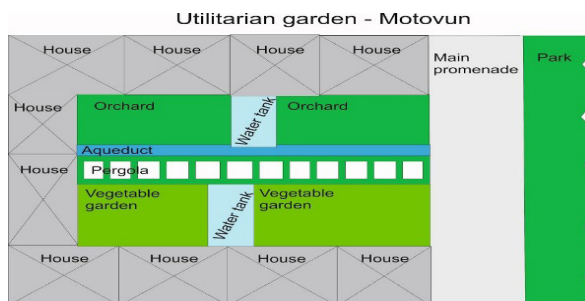 Utilitarian garden - Motovun
House House House House
Main
promenade
Park
House
Orchard
Water tank
Orchard
Aqueduct
House
Pergola
Vegetable
garden
Water tank
Vegetable
garden
House House House House